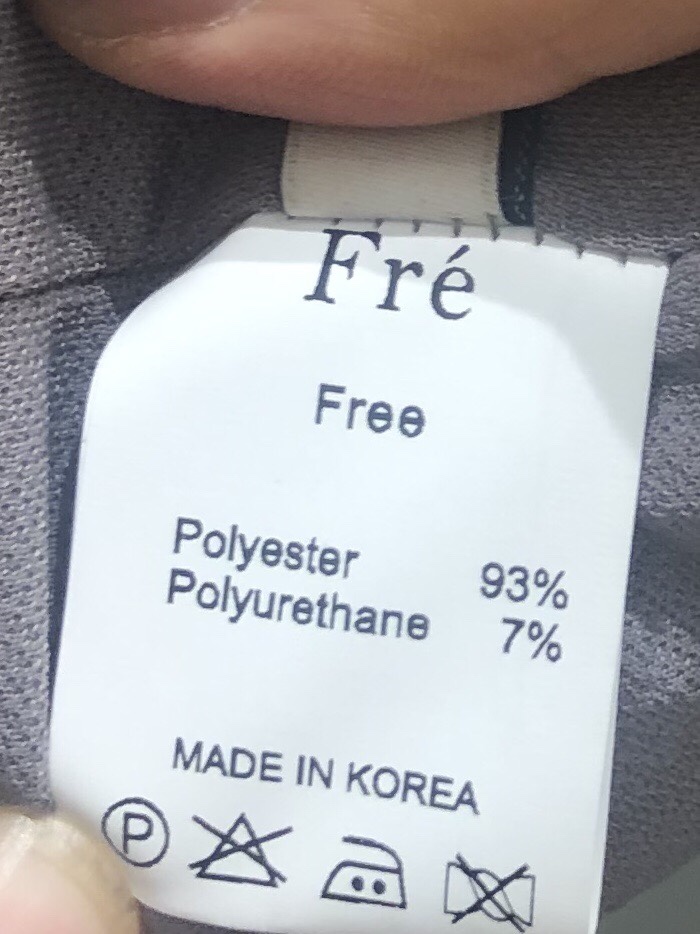 Fré
Free
Polyester 93%
Polyurethane 7%
MADE IN KOREA
P